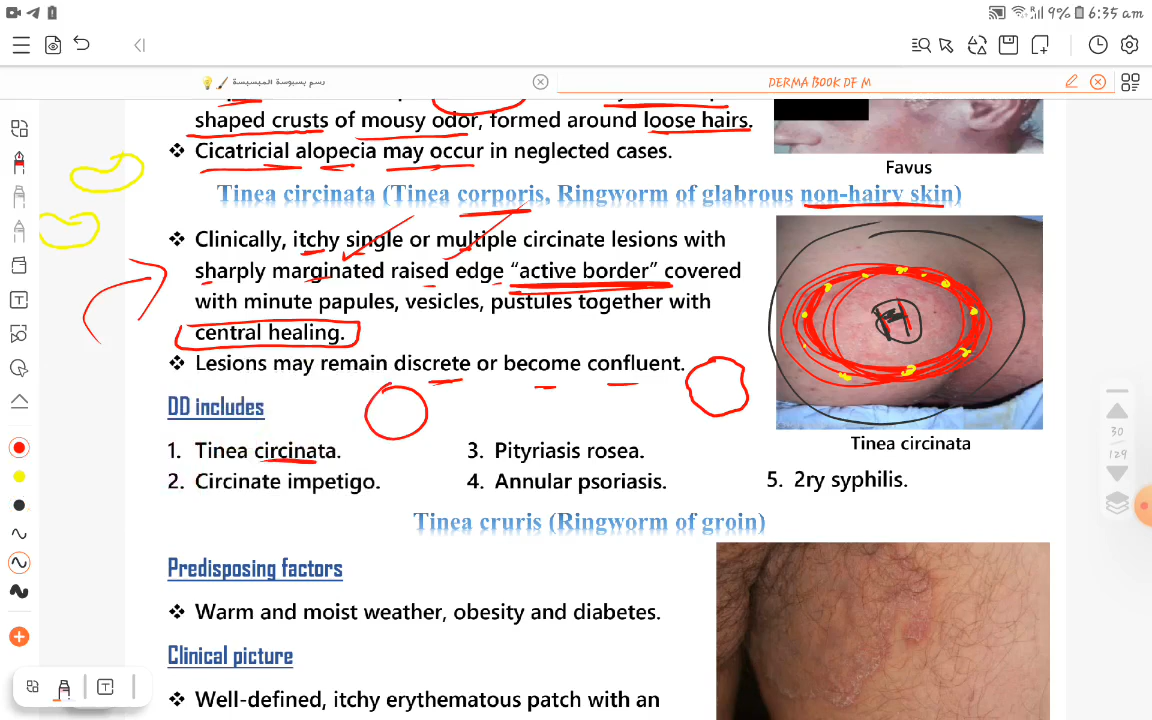 9% 6:35 am
رسم بسبوسة الميسيسة
DERMA BOOK DF M
shaped crusts of mousy odor, formed around loose hairs.
❖ Cicatricial alopecia may occur in neglected cases.
Favus
Tinea circinata (Tinea corporis, Ringworm of glabrous non-hairy skin)
❖ Clinically, itchy single or multiple circinate lesions with
sharply marginated raised edge “active border” covered
with minute papules, vesicles, pustules together with
central healing.
❖ Lesions may remain discrete or become confluent.
Tinea circinata
DD includes
1. Tinea circinata.
2. Circinate impetigo.
3. Pityriasis rosea.
4. Annular psoriasis.
5. 2ry syphilis.
Tinea cruris (Ringworm of groin)
Predisposing factors
❖ Warm and moist weather, obesity and diabetes.
Clinical picture
❖ Well-defined, itchy erythematous patch with an
30
129